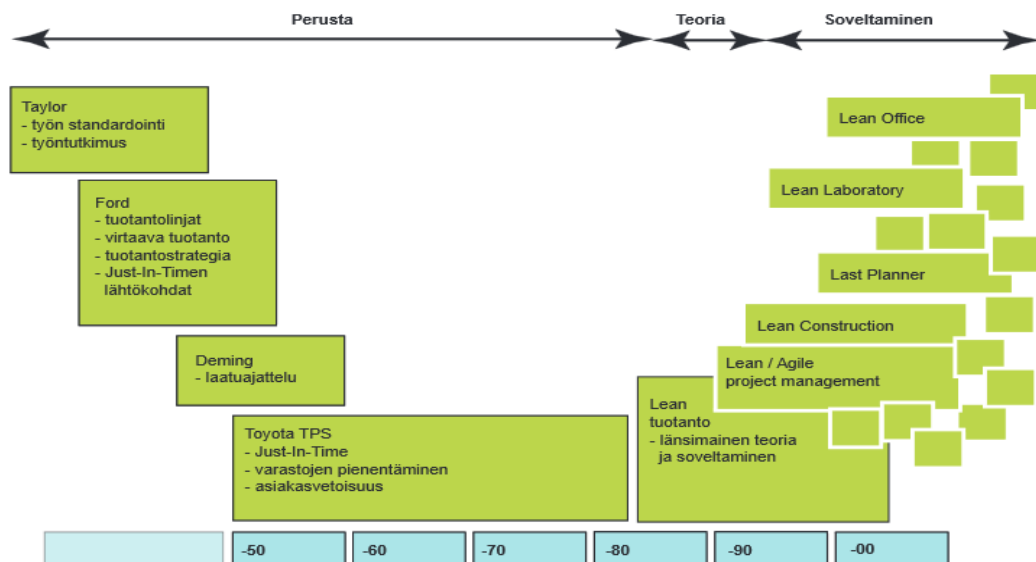 Perusta
Teoria
Soveltaminen
Taylor
- työn standardointi
- työntutkimus
Ford
- tuotantolinjat
- virtaava tuotanto
- tuotantostrategia
- Just-In-Timen
lähtökohdat
Deming
- laatuajattelu
Toyota TPS
- Just-In-Time
- varastojen pienentäminen
- asiakasvetoisuus
Lean
tuotanto
- länsimainen teoria
ja soveltaminen
Lean Office
Lean Laboratory
Last Planner
Lean Construction
Lean / Agile
project management
-50
-60
-70
-80
-90
-00